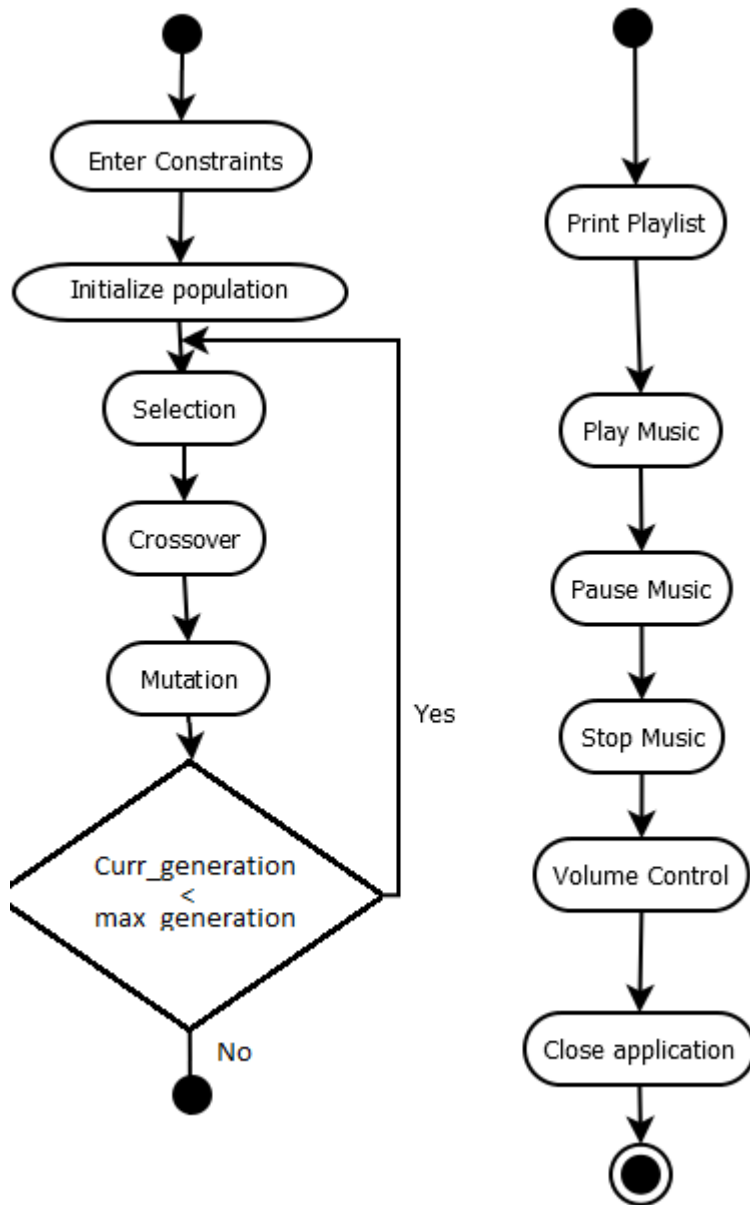 Enter Constraints
Initialize population
Selection
Crossover
Mutation
Yes
Curr_generation
<
max_generation
No
Print Playlist
Play Music
Pause Music
Stop Music
Volume Control
Close application